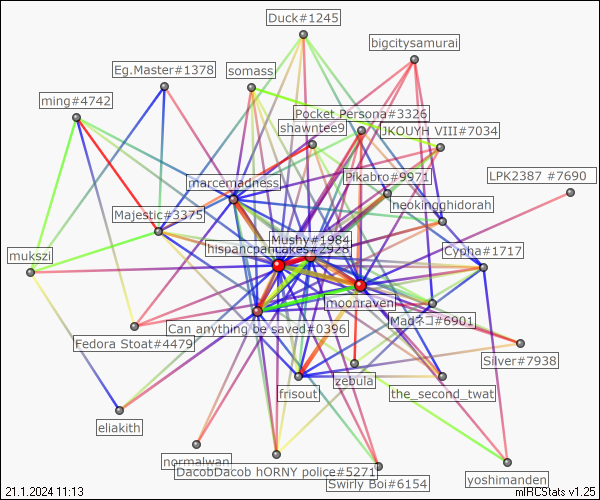 Duck#1245
bigcitysamurai
Eg.Master#1378
somass
ming#4742
Pocket Persona#3326
shawntee9
JKOUYH VIII#7034
LPK2387 #7690
marcemadness
Pikabro#9971
neokingghidorah
Majestic#3375
Mushy#1984
hispancpancakes#2928
Cypha#1717
mukszi
moonraven
Madネコ#6901
Can anything be saved#0396
Fedora Stoat#4479
Silver#7938
zebula
frisout
the_second_twat
eliakith
normalwan
DacobDacob hORNY police#5271
Swirly Boi#6154
yoshimanden
21.1.2024 11:13
mIRCStats v1.25